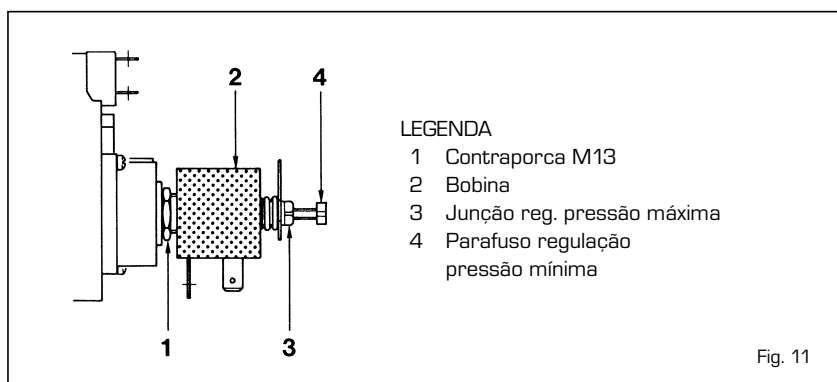 2
4
1
3
LEGENDA
1 Contraporca M13
2 Bobina
3 Junção reg. pressão máxima
4 Parafuso regulação
pressão mínima
Fig. 11